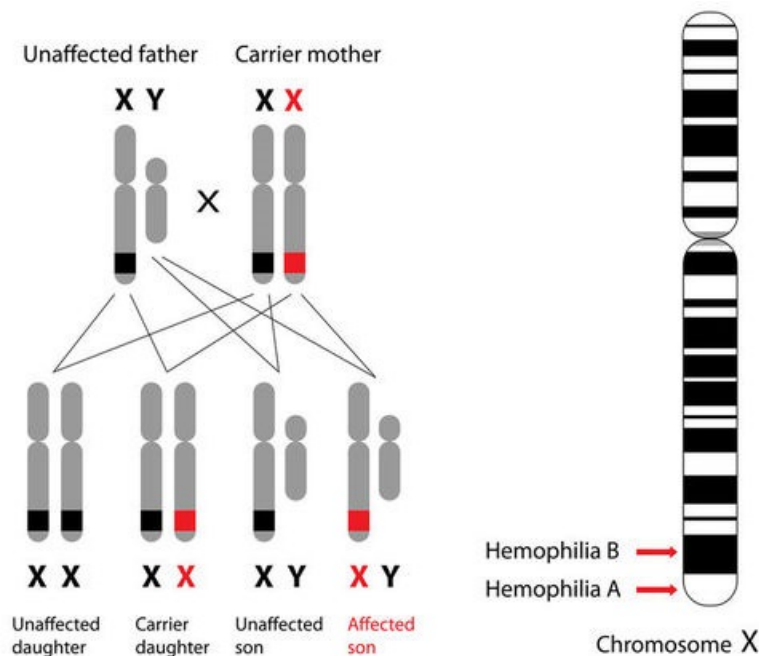 Unaffected father Carrier mother
X Y X X
X
X X X X X Y X Y
Unaffected daughter
Carrier daughter
Unaffected son
Affected son
Hemophilia B
Hemophilia A
Chromosome X